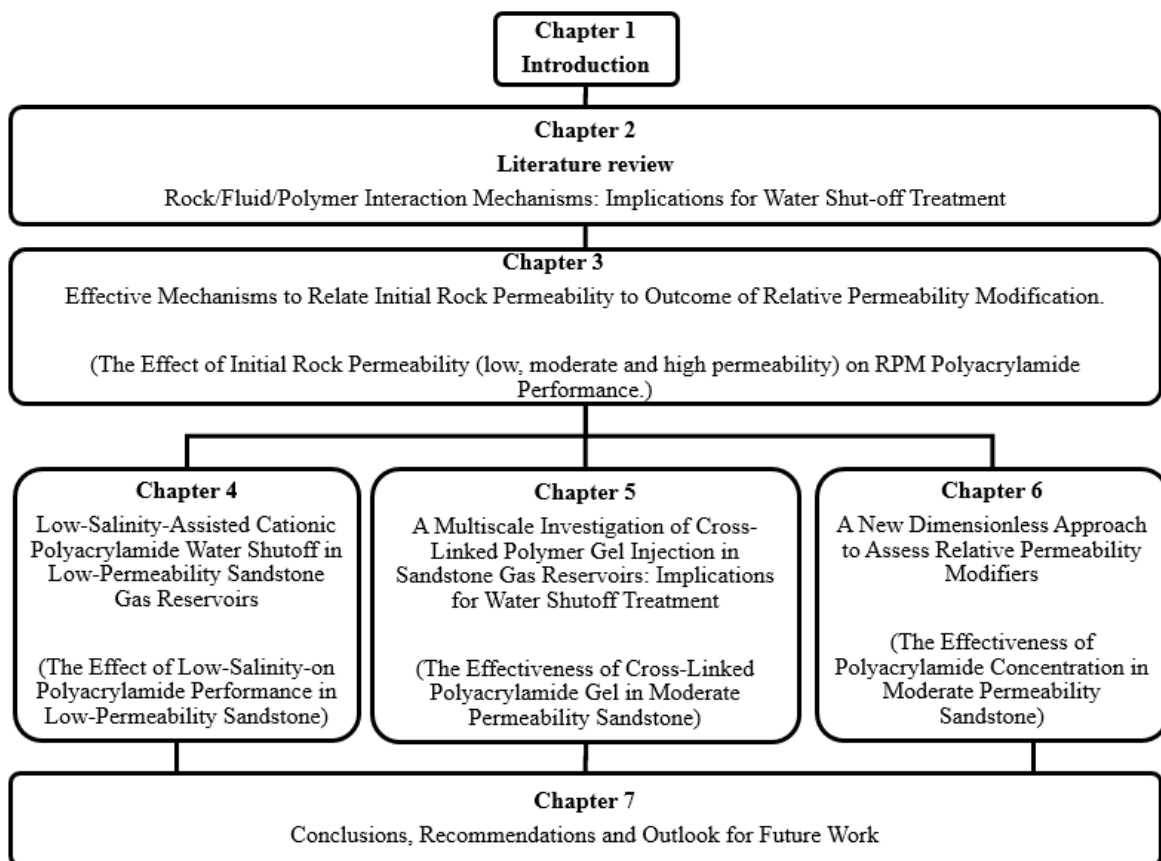 Chapter 1
Introduction
Chapter 2
Literature review
Rock/Fluid/Polymer Interaction Mechanisms: Implications for Water Shut-off Treatment
Chapter 3
Effective Mechanisms to Relate Initial Rock Permeability to Outcome of Relative Permeability Modification.
(The Effect of Initial Rock Permeability (low, moderate and high permeability) on RPM Polyacrylamide
Performance.)
Chapter 4
Low-Salinity-Assisted Cationic
Polyacrylamide Water Shutoff in
Low-Permeability Sandstone
Gas Reservoirs
(The Effect of Low-Salinity-on
Polyacrylamide Performance in
Low-Permeability Sandstone)
Chapter 5
A Multiscale Investigation of Cross-
Linked Polymer Gel Injection in
Sandstone Gas Reservoirs: Implications
for Water Shutoff Treatment
(The Effectiveness of Cross-Linked
Polyacrylamide Gel in Moderate
Permeability Sandstone)
Chapter 6
A New Dimensionless Approach
to Assess Relative Permeability
Modifiers
(The Effectiveness of
Polyacrylamide Concentration in
Moderate Permeability
Sandstone)
Chapter 7
Conclusions, Recommendations and Outlook for Future Work